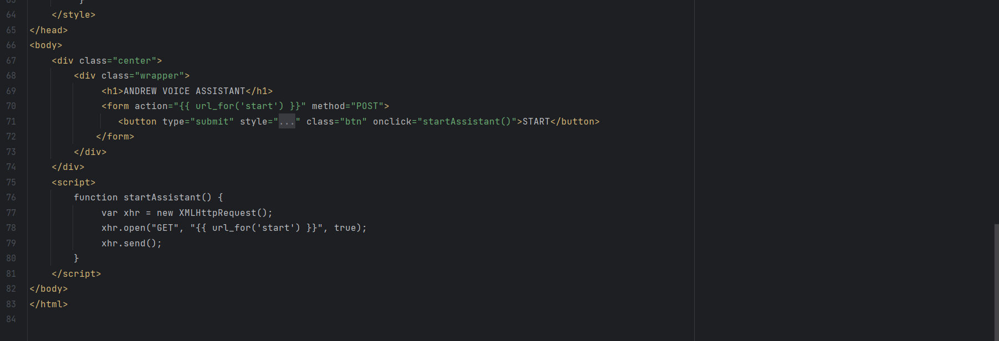 63 }
64 </style>
65 </head>
66 <body>
67 <div class="center">
68 <div class="wrapper">
69 <h1>ANDREW VOICE ASSISTANT</h1>
70 <form action="{{ url_for('start') }}" method="POST">
71 <button type="submit" style="..." class="btn" onclick="startAssistant()">START</button>
72 </form>
73 </div>
74 </div>
75 <script>
76 function startAssistant() {
77 var xhr = new XMLHttpRequest();
78 xhr.open("GET", "{{ url_for('start') }}", true);
79 xhr.send();
80 }
81 </script>
82 </body>
83 </html>
84